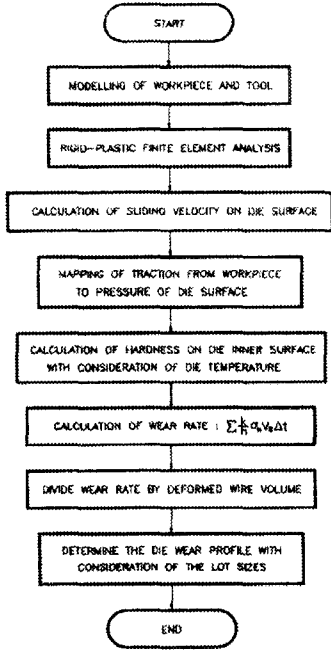 START
MODELLING OF WORKPIECE AND TOOL
RIGID-PLASTIC FINITE ELEMENT ANALYSIS
CALCULATION OF SLIDING VELOCITY ON DIE SURFACE
MAPPING OF TRACTION FROM WORKPIECE
TO PRESSURE OF DIE SURFACE
CALCULATION OF HARDNESS ON DIE INNER SURFACE
WITH CONSIDERATION OF DIE TEMPERATURE
CALCULATION OF WEAR RATE : ∑ k/h σₙVₛΔt
DIVIDE WEAR RATE BY DEFORMED WIRE VOLUME
DETERMINE THE DIE WEAR PROFILE WITH
CONSIDERATION OF THE LOT SIZES
END